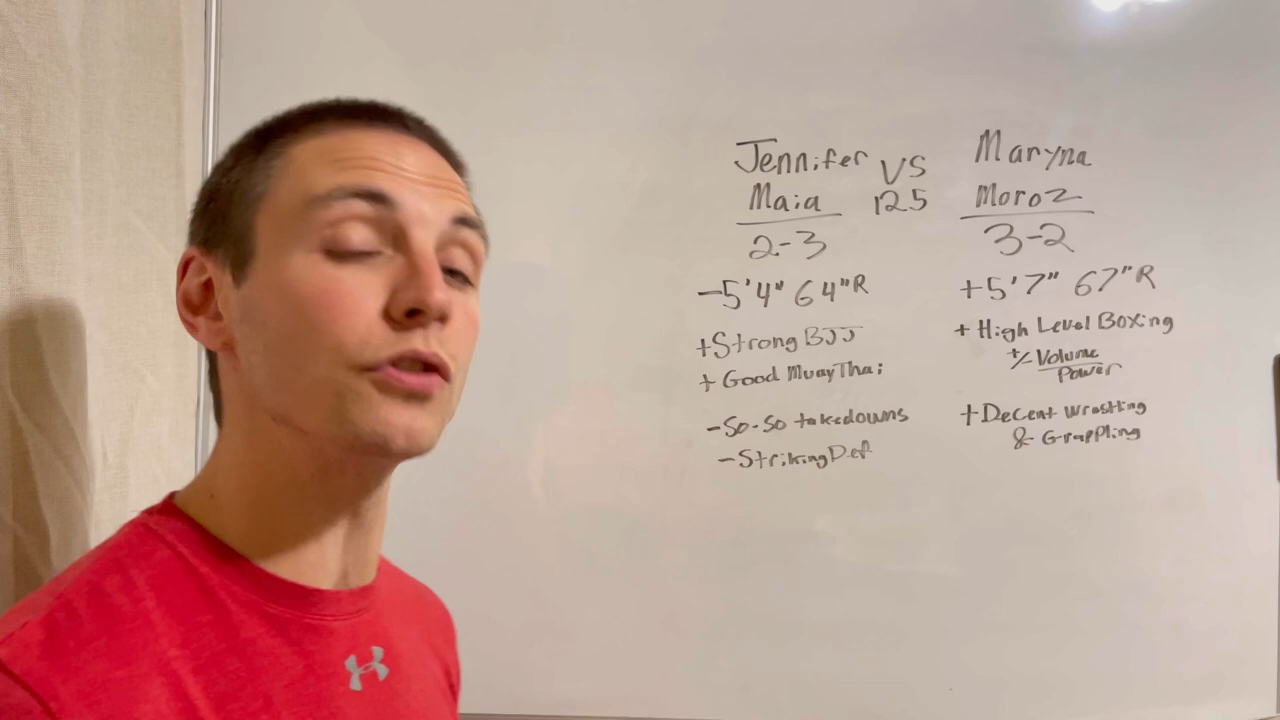 Jennifer
Maia
2-3
-5'4" 64"R
+Strong BJJ
+ Good Muay Thai
-So-So takedowns
-Striking Def
VS
125
Maryna
Moroz
3-2
+5'7" 67"R
+ High Level Boxing
+/- Volume
Power
+Decent Wrestling
& Grappling